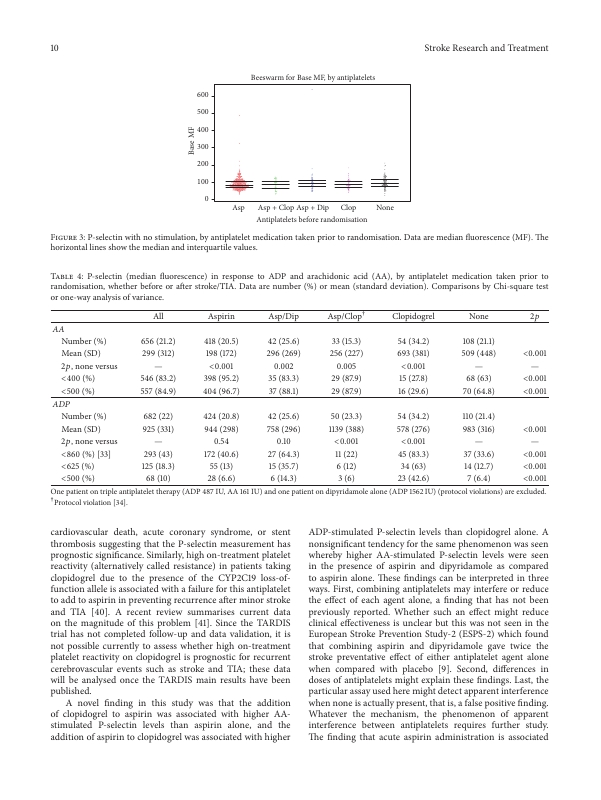 10
Stroke Research and Treatment
Beeswarm for Base MF, by antiplatelets
Base MF
600
500
400
300
200
100
0
Asp Asp + Clop Asp + Dip Clop None
Antiplatelets before randomisation
Figure 3: P-selectin with no stimulation, by antiplatelet medication taken prior to randomisation. Data are median fluorescence (MF). The
horizontal lines show the median and interquartile values.
Table 4: P-selectin (median fluorescence) in response to ADP and arachidonic acid (AA), by antiplatelet medication taken prior to
randomisation, whether before or after stroke/TIA. Data are number (%) or mean (standard deviation). Comparisons by Chi-square test
or one-way analysis of variance.
All Aspirin Asp/Dip Asp/Clop† Clopidogrel None 2p
AA
Number (%) 656 (21.2) 418 (20.5) 42 (25.6) 33 (15.3) 54 (34.2) 108 (21.1)
Mean (SD) 299 (312) 198 (172) 296 (269) 256 (227) 693 (381) 509 (448) <0.001
2p, none versus — <0.001 0.002 0.005 <0.001 — —
<400 (%) 546 (83.2) 398 (95.2) 35 (83.3) 29 (87.9) 15 (27.8) 68 (63) <0.001
<500 (%) 557 (84.9) 404 (96.7) 37 (88.1) 29 (87.9) 16 (29.6) 70 (64.8) <0.001
ADP
Number (%) 682 (22) 424 (20.8) 42 (25.6) 50 (23.3) 54 (34.2) 110 (21.4)
Mean (SD) 925 (331) 944 (298) 758 (296) 1139 (388) 578 (276) 983 (316) <0.001
2p, none versus — 0.54 0.10 <0.001 <0.001 — —
<860 (%) [33] 293 (43) 172 (40.6) 27 (64.3) 11 (22) 45 (83.3) 37 (33.6) <0.001
<625 (%) 125 (18.3) 55 (13) 15 (35.7) 6 (12) 34 (63) 14 (12.7) <0.001
<500 (%) 68 (10) 28 (6.6) 6 (14.3) 3 (6) 23 (42.6) 7 (6.4) <0.001
One patient on triple antiplatelet therapy (ADP 487 IU, AA 161 IU) and one patient on dipyridamole alone (ADP 1562 IU) (protocol violations) are excluded.
†Protocol violation [34].
cardiovascular death, acute coronary syndrome, or stent
thrombosis suggesting that the P-selectin measurement has
prognostic significance. Similarly, high on-treatment platelet
reactivity (alternatively called resistance) in patients taking
clopidogrel due to the presence of the CYP2C19 loss-of-
function allele is associated with a failure for this antiplatelet
to add to aspirin in preventing recurrence after minor stroke
and TIA [40]. A recent review summarises current data
on the magnitude of this problem [41]. Since the TARDIS
trial has not completed follow-up and data validation, it is
not possible currently to assess whether high on-treatment
platelet reactivity on clopidogrel is prognostic for recurrent
cerebrovascular events such as stroke and TIA; these data
will be analysed once the TARDIS main results have been
published.
A novel finding in this study was that the addition
of clopidogrel to aspirin was associated with higher AA-
stimulated P-selectin levels than aspirin alone, and the
addition of aspirin to clopidogrel was associated with higher
ADP-stimulated P-selectin levels than clopidogrel alone. A
nonsignificant tendency for the same phenomenon was seen
whereby higher AA-stimulated P-selectin levels were seen
in the presence of aspirin and dipyridamole as compared
to aspirin alone. These findings can be interpreted in three
ways. First, combining antiplatelets may interfere or reduce
the effect of each agent alone, a finding that has not been
previously reported. Whether such an effect might reduce
clinical effectiveness is unclear but this was not seen in the
European Stroke Prevention Study-2 (ESPS-2) which found
that combining aspirin and dipyridamole gave twice the
stroke preventative effect of either antiplatelet agent alone
when compared with placebo [9]. Second, differences in
doses of antiplatelets might explain these findings. Last, the
particular assay used here might detect apparent interference
when none is actually present, that is, a false positive finding.
Whatever the mechanism, the phenomenon of apparent
interference between antiplatelets requires further study.
The finding that acute aspirin administration is associated